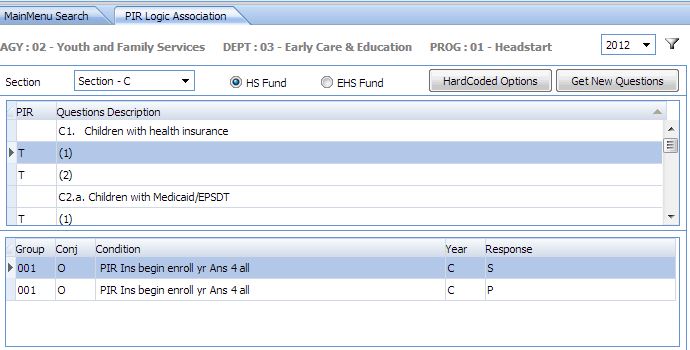 MainMenu Search PIR Logic Association
AGY : 02 - Youth and Family Services DEPT : 03 - Early Care & Education PROG : 01 - Headstart 2012
Section Section - C HS Fund EHS Fund HardCoded Options Get New Questions
PIR Questions Description
C1. Children with health insurance
T (1)
T (2)
C2.a. Children with Medicaid/EPSDT
T (1)
Group Conj Condition Year Response
001 O PIR Ins begin enroll yr Ans 4 all C S
001 O PIR Ins begin enroll yr Ans 4 all C P